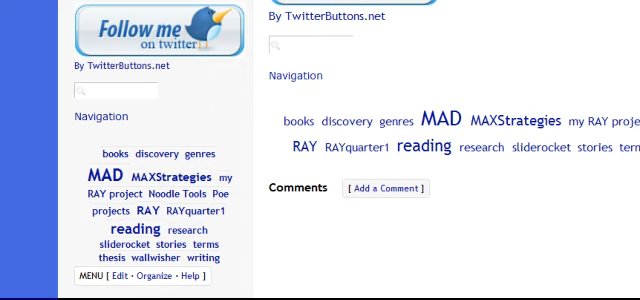 Follow me
on twitter
By TwitterButtons.net
Navigation
books discovery genres
MAD MAXStrategies my
RAY project Noodle Tools Poe
projects RAY RAYquarter1
reading research
sliderocket stories terms
thesis wallwisher writing
MENU [ Edit · Organize · Help ]
By TwitterButtons.net
Navigation
books discovery genres MAD MAXStrategies my RAY proje
RAY RAYquarter1 reading research sliderocket stories tern
Comments [ Add a Comment ]